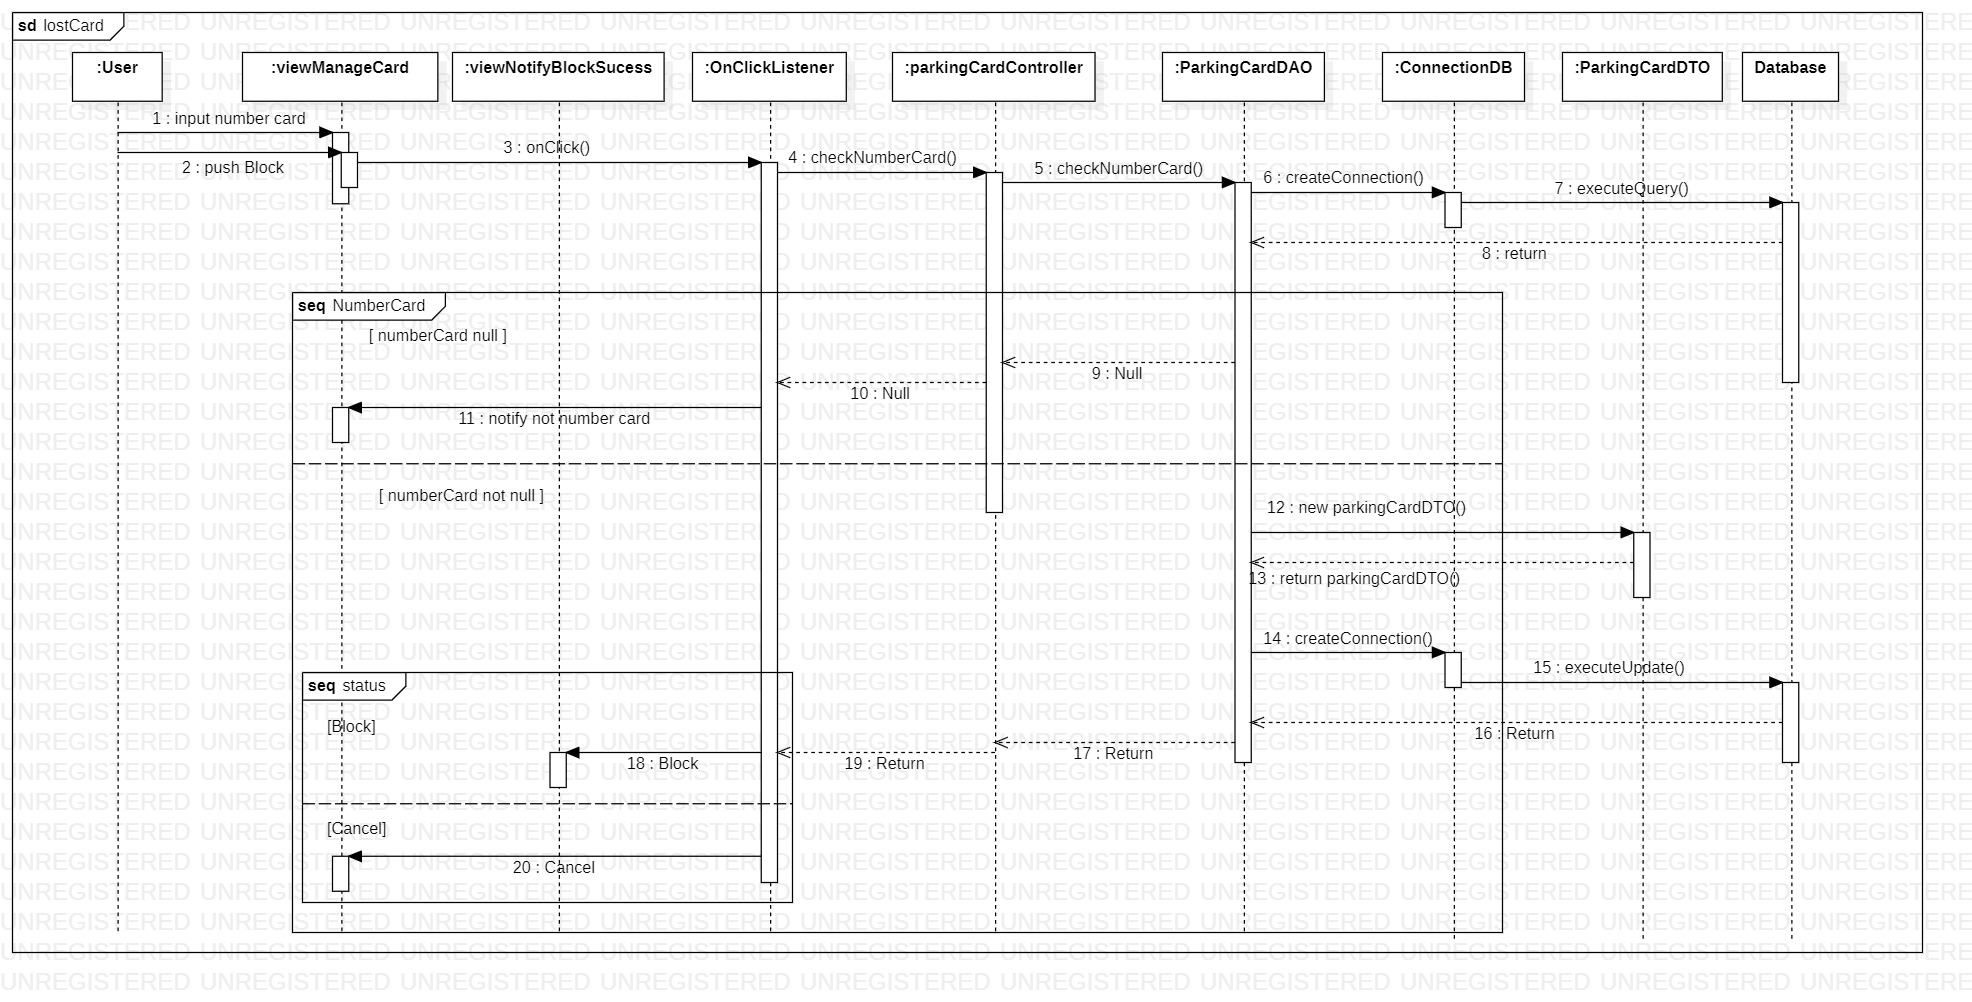 sd lostCard
:User
:viewManageCard
:viewNotifyBlockSucess
:OnClickListener
:parkingCardController
:ParkingCardDAO
:ConnectionDB
:ParkingCardDTO
Database
1 : input number card
2 : push Block
3 : onClick()
4 : checkNumberCard()
5 : checkNumberCard()
6 : createConnection()
7 : executeQuery()
8 : return
seq NumberCard
[ numberCard null ]
9 : Null
10 : Null
11 : notify not number card
[ numberCard not null ]
12 : new parkingCardDTO()
13 : return parkingCardDTO()
14 : createConnection()
15 : executeUpdate()
seq status
[Block]
16 : Return
17 : Return
18 : Block
19 : Return
[Cancel]
20 : Cancel
UNREGISTERED